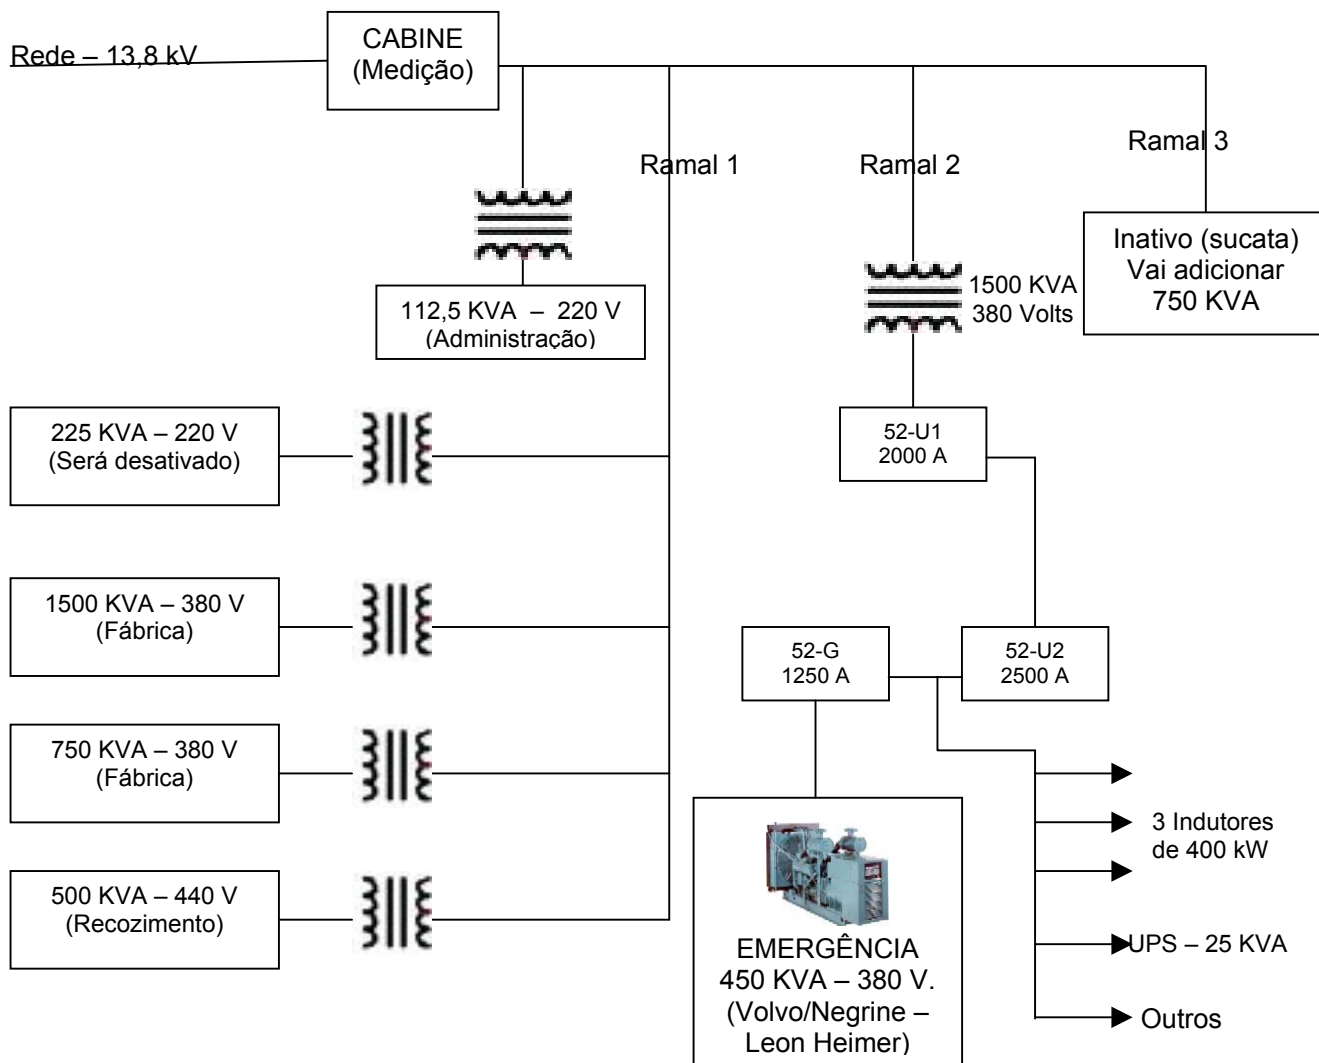 Rede – 13,8 kV
CABINE
(Medição)
Ramal 1
Ramal 2
Ramal 3
Inativo (sucata)
Vai adicionar
750 KVA
1500 KVA
380 Volts
112,5 KVA – 220 V
(Administração)
225 KVA – 220 V
(Será desativado)
52-U1
2000 A
1500 KVA – 380 V
(Fábrica)
52-G
1250 A
52-U2
2500 A
750 KVA – 380 V
(Fábrica)
3 Indutores
de 400 kW
500 KVA – 440 V
(Recozimento)
EMERGÊNCIA
450 KVA – 380 V.
(Volvo/Negrine –
Leon Heimer)
UPS – 25 KVA
Outros